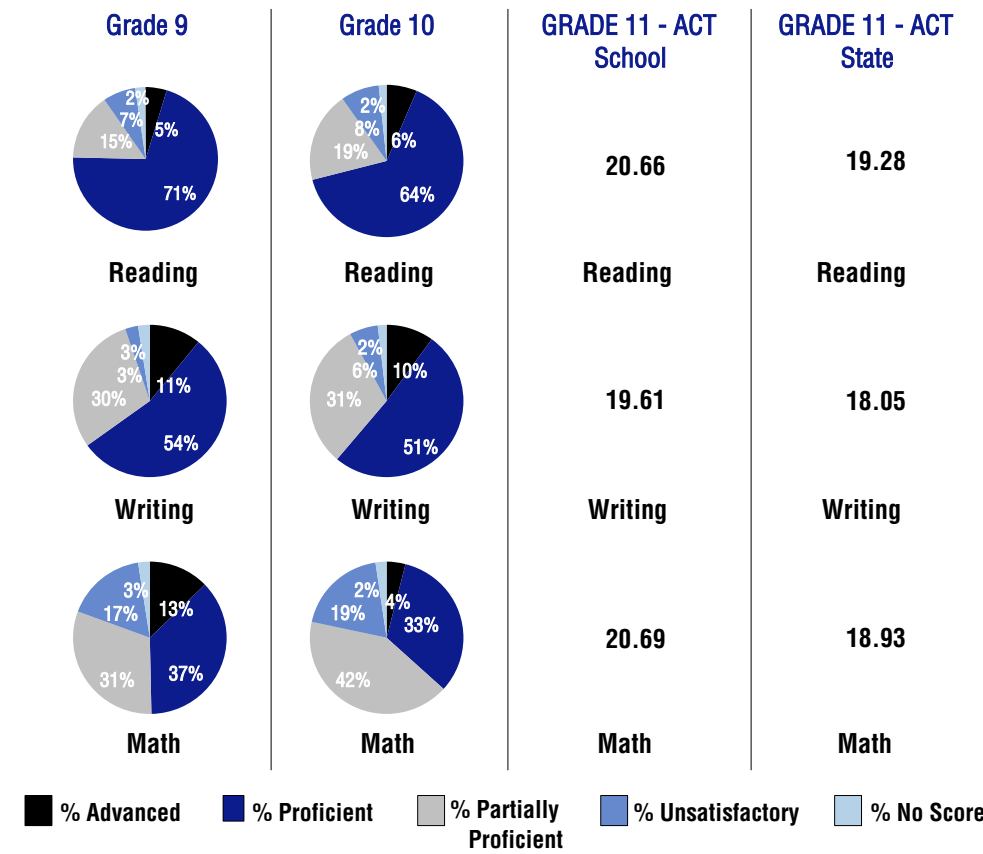 Grade 9
Grade 10
GRADE 11 - ACT
School
GRADE 11 - ACT
State
2%
7%
5%
15%
71%
2%
8%
6%
19%
64%
20.66
19.28
Reading
Reading
Reading
Reading
3%
3%
11%
30%
54%
2%
6%
10%
31%
51%
19.61
18.05
Writing
Writing
Writing
Writing
3%
17%
13%
31%
37%
2%
19%
4%
33%
42%
20.69
18.93
Math
Math
Math
Math
% Advanced
% Proficient
% Partially
Proficient
% Unsatisfactory
% No Score